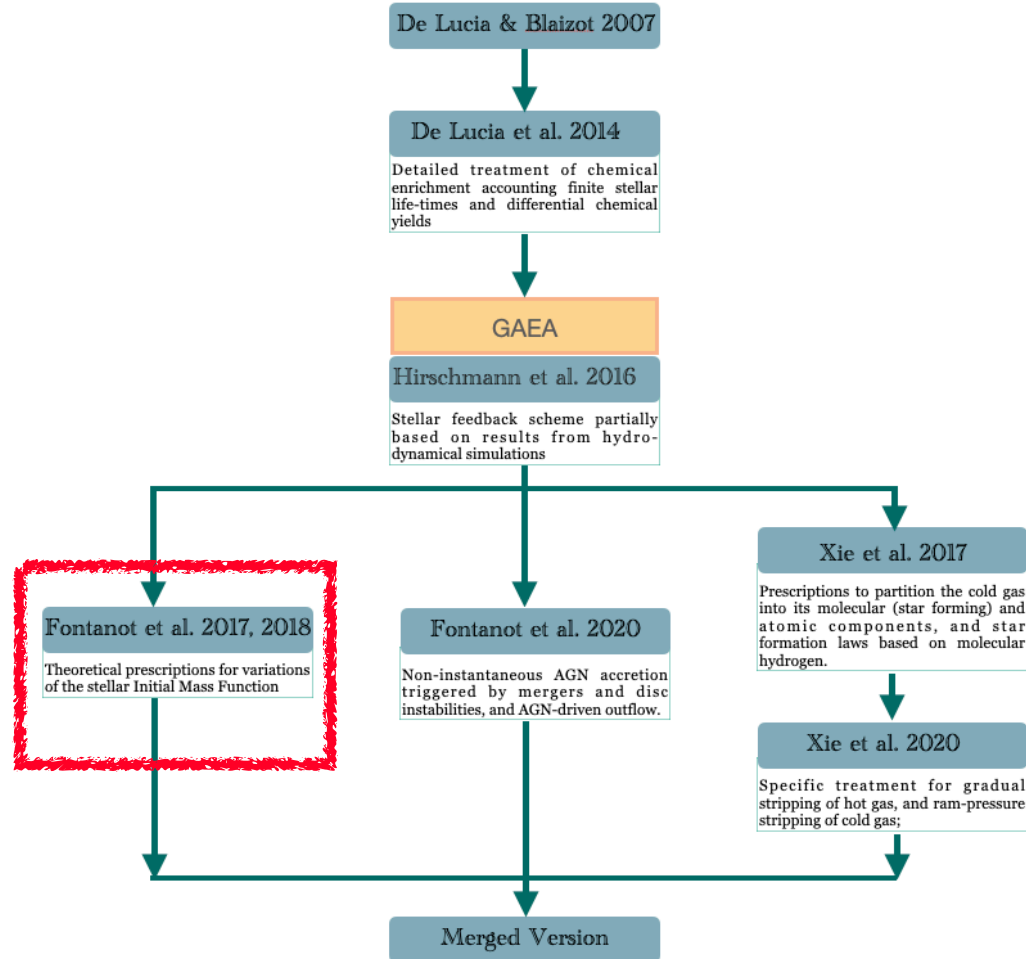 De Lucia & Blaizot 2007
De Lucia et al. 2014
Detailed treatment of chemical
enrichment accounting finite stellar
life-times and differential chemical
yields
GAEA
Hirschmann et al. 2016
Stellar feedback scheme partially
based on results from hydro-
dynamical simulations
Fontanot et al. 2017, 2018
Theoretical prescriptions for variations
of the stellar Initial Mass Function
Fontanot et al. 2020
Non-instantaneous AGN accretion
triggered by mergers and disc
instabilities, and AGN-driven outflow.
Xie et al. 2017
Prescriptions to partition the cold gas
into its molecular (star forming) and
atomic components, and star
formation laws based on molecular
hydrogen.
Xie et al. 2020
Specific treatment for gradual
stripping of hot gas, and ram-pressure
stripping of cold gas;
Merged Version